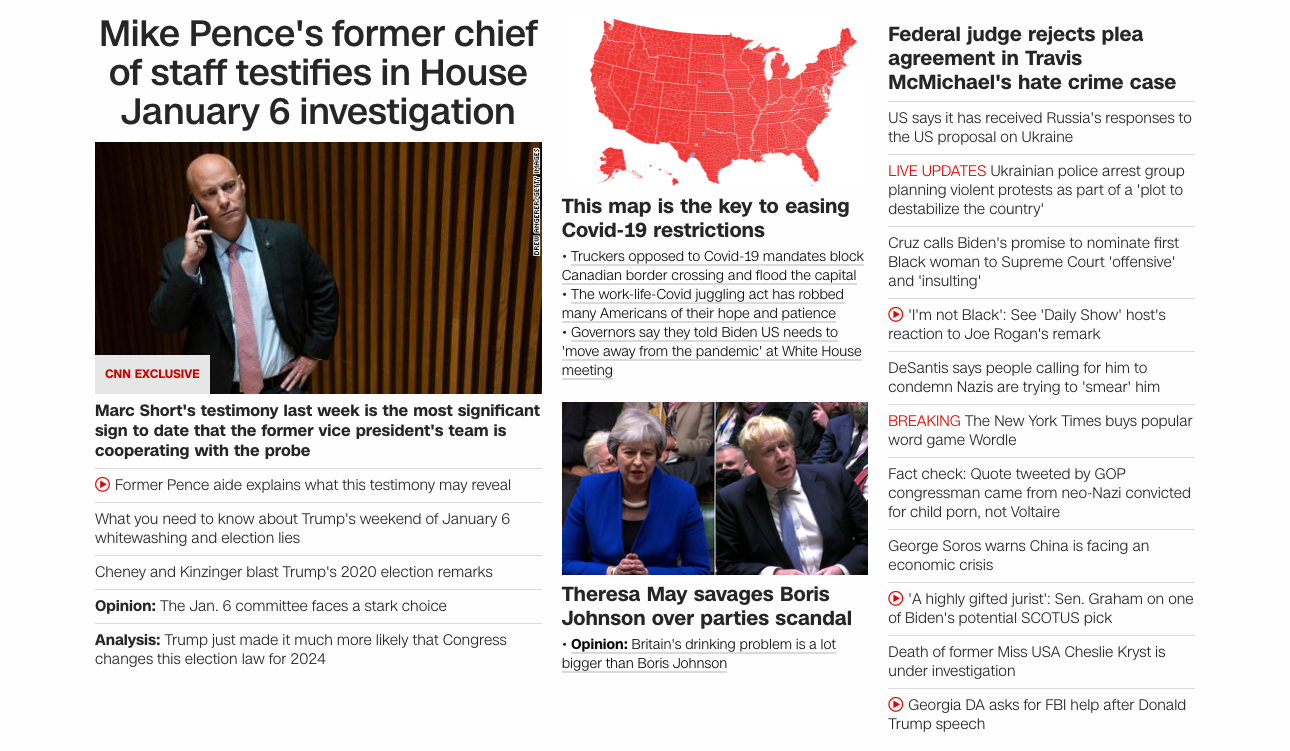 Mike Pence's former chief
of staff testifies in House
January 6 investigation
DREW ANGERER/GETTY IMAGES
CNN EXCLUSIVE
Marc Short's testimony last week is the most significant
sign to date that the former vice president's team is
cooperating with the probe
Former Pence aide explains what this testimony may reveal
What you need to know about Trump's weekend of January 6
whitewashing and election lies
Cheney and Kinzinger blast Trump's 2020 election remarks
Opinion: The Jan. 6 committee faces a stark choice
Analysis: Trump just made it much more likely that Congress
changes this election law for 2024
This map is the key to easing
Covid-19 restrictions
• Truckers opposed to Covid-19 mandates block
Canadian border crossing and flood the capital
• The work-life-Covid juggling act has robbed
many Americans of their hope and patience
• Governors say they told Biden US needs to
'move away from the pandemic' at White House
meeting
Theresa May savages Boris
Johnson over parties scandal
• Opinion: Britain's drinking problem is a lot
bigger than Boris Johnson
Federal judge rejects plea
agreement in Travis
McMichael's hate crime case
US says it has received Russia's responses to
the US proposal on Ukraine
LIVE UPDATES Ukrainian police arrest group
planning violent protests as part of a 'plot to
destabilize the country'
Cruz calls Biden's promise to nominate first
Black woman to Supreme Court 'offensive'
and 'insulting'
'I'm not Black': See 'Daily Show' host's
reaction to Joe Rogan's remark
DeSantis says people calling for him to
condemn Nazis are trying to 'smear' him
BREAKING The New York Times buys popular
word game Wordle
Fact check: Quote tweeted by GOP
congressman came from neo-Nazi convicted
for child porn, not Voltaire
George Soros warns China is facing an
economic crisis
'A highly gifted jurist': Sen. Graham on one
of Biden's potential SCOTUS pick
Death of former Miss USA Cheslie Kryst is
under investigation
Georgia DA asks for FBI help after Donald
Trump speech